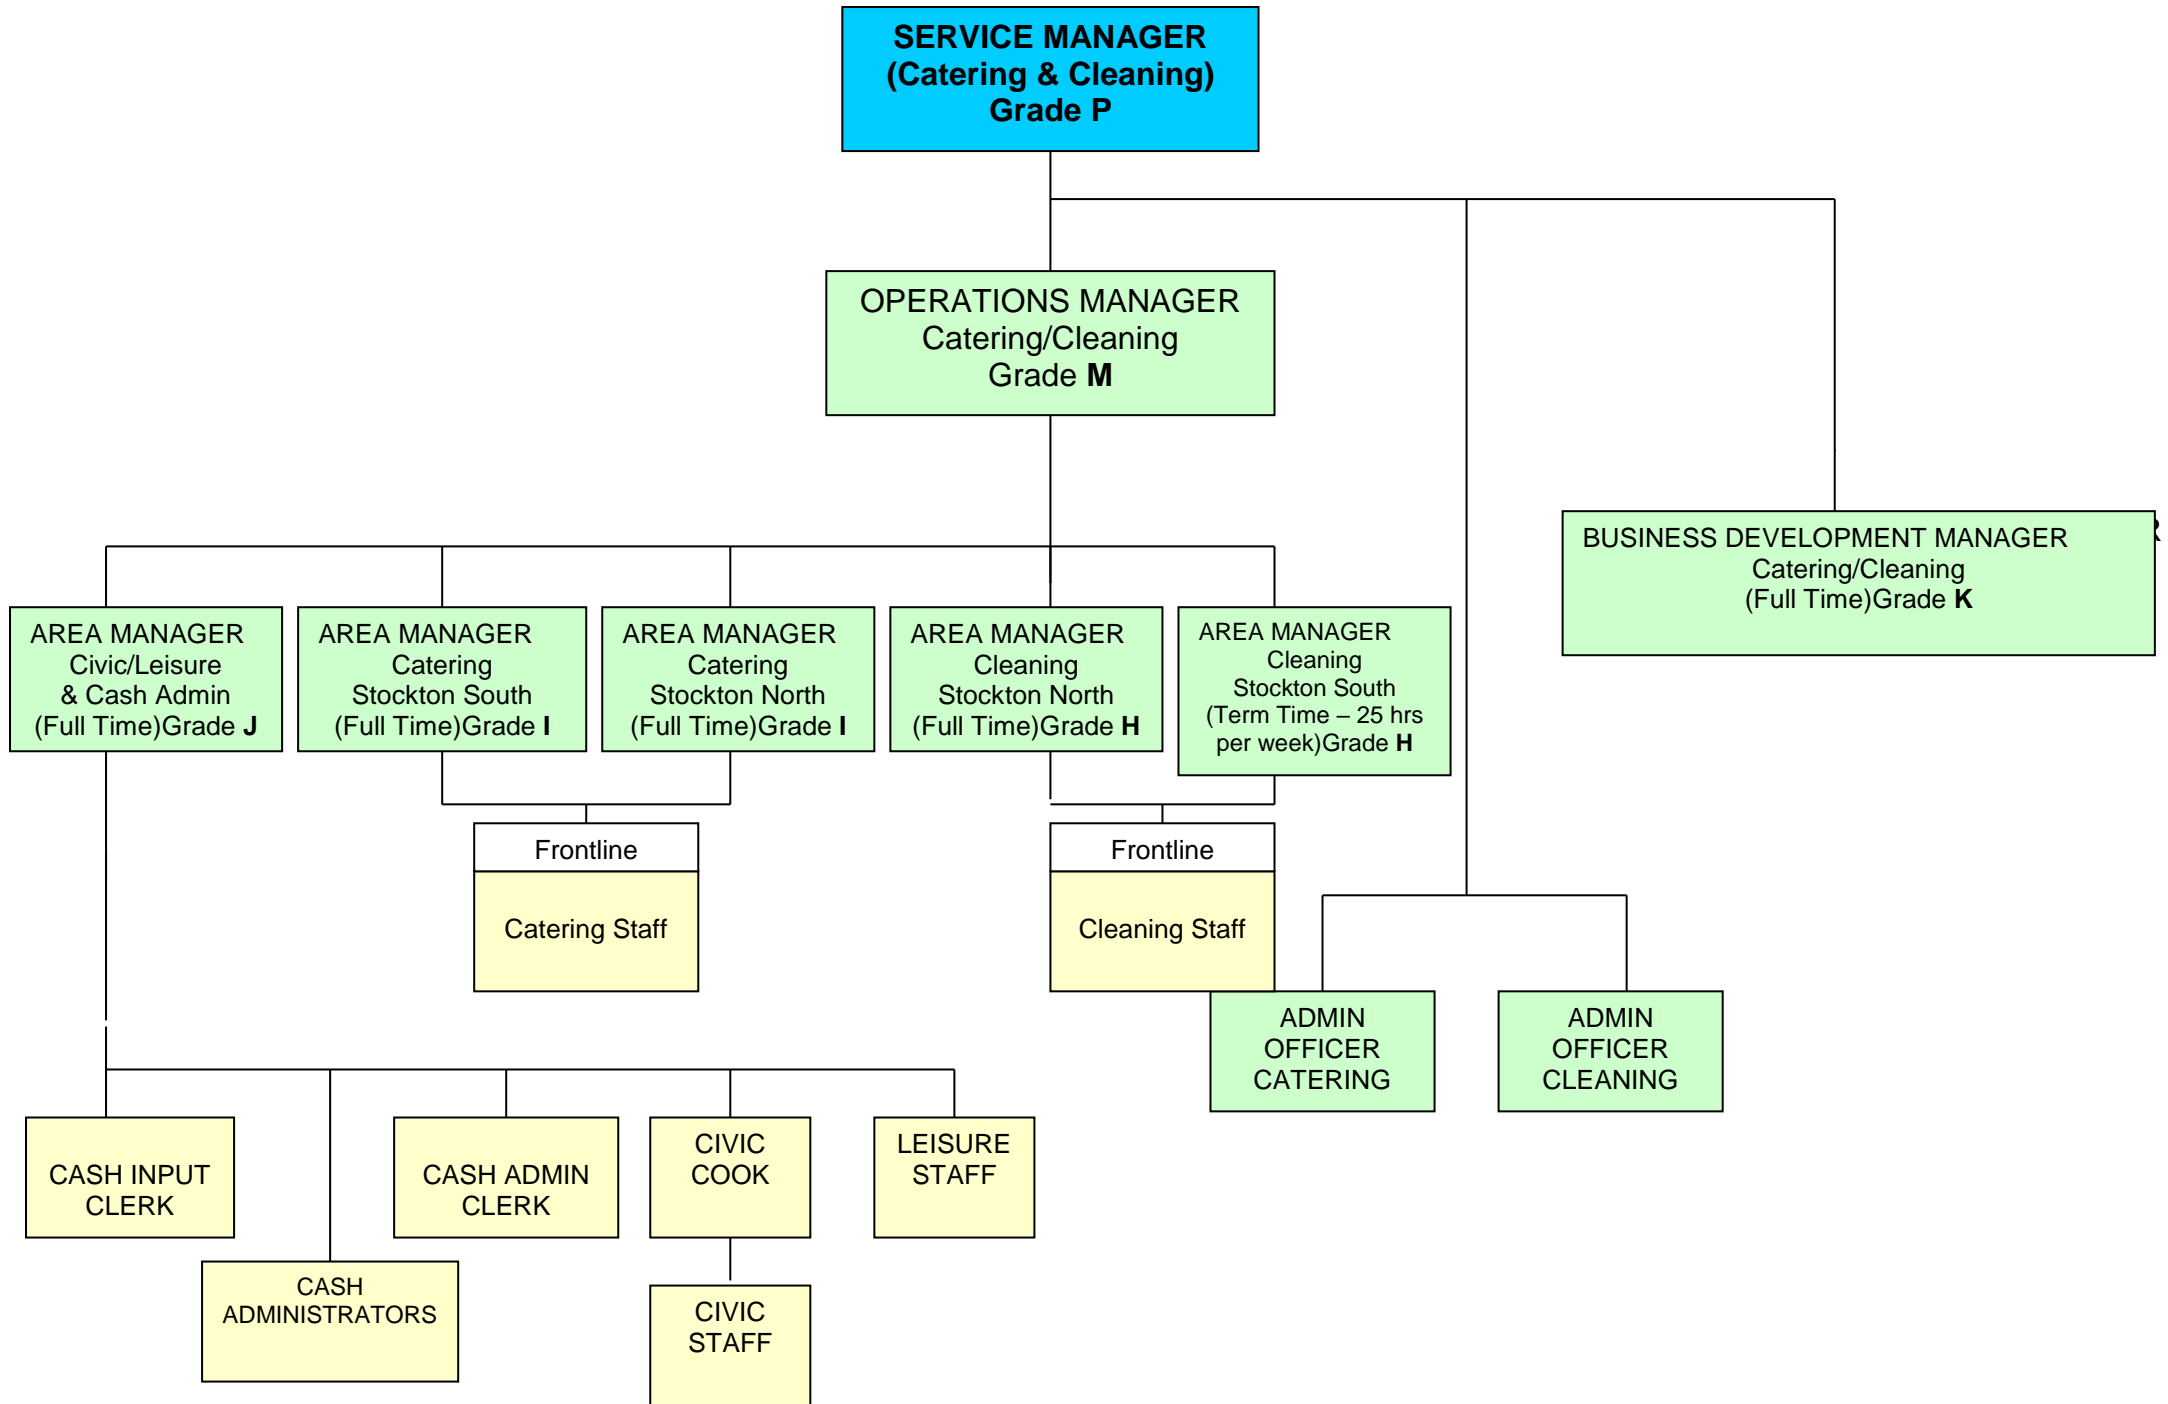 SERVICE MANAGER
(Catering & Cleaning)
Grade P
OPERATIONS MANAGER
Catering/Cleaning
Grade M
BUSINESS DEVELOPMENT MANAGER
Catering/Cleaning
(Full Time)Grade K
R
AREA MANAGER
Civic/Leisure
& Cash Admin
(Full Time)Grade J
AREA MANAGER
Catering
Stockton South
(Full Time)Grade I
AREA MANAGER
Catering
Stockton North
(Full Time)Grade I
AREA MANAGER
Cleaning
Stockton North
(Full Time)Grade H
AREA MANAGER
Cleaning
Stockton South
(Term Time – 25 hrs
per week)Grade H
Frontline
Catering Staff
Frontline
Cleaning Staff
ADMIN
OFFICER
CATERING
ADMIN
OFFICER
CLEANING
CASH INPUT
CLERK
CASH
ADMINISTRATORS
CASH ADMIN
CLERK
CIVIC
COOK
LEISURE
STAFF
CIVIC
STAFF